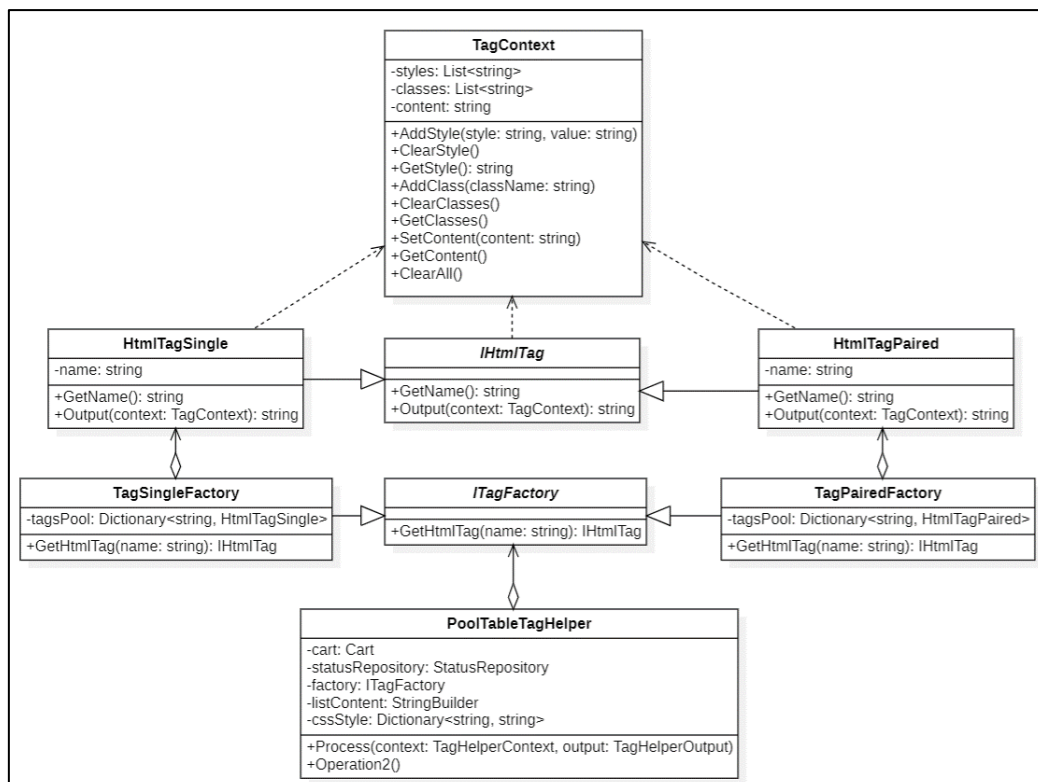 TagContext
-styles: List<string>
-classes: List<string>
-content: string
+AddStyle(style: string, value: string)
+ClearStyle()
+GetStyle(): string
+AddClass(className: string)
+ClearClasses()
+GetClasses()
+SetContent(content: string)
+GetContent()
+ClearAll()
HtmlTagSingle
-name: string
+GetName(): string
+Output(context: TagContext): string
IHtmlTag
+GetName(): string
+Output(context: TagContext): string
HtmlTagPaired
-name: string
+GetName(): string
+Output(context: TagContext): string
TagSingleFactory
-tagsPool: Dictionary<string, HtmlTagSingle>
+GetHtmlTag(name: string): IHtmlTag
ITagFactory
+GetHtmlTag(name: string): IHtmlTag
TagPairedFactory
-tagsPool: Dictionary<string, HtmlTagPaired>
+GetHtmlTag(name: string): IHtmlTag
PoolTableTagHelper
-cart: Cart
-statusRepository: StatusRepository
-factory: ITagFactory
-listContent: StringBuilder
-cssStyle: Dictionary<string, string>
+Process(context: TagHelperContext, output: TagHelperOutput)
+Operation2()